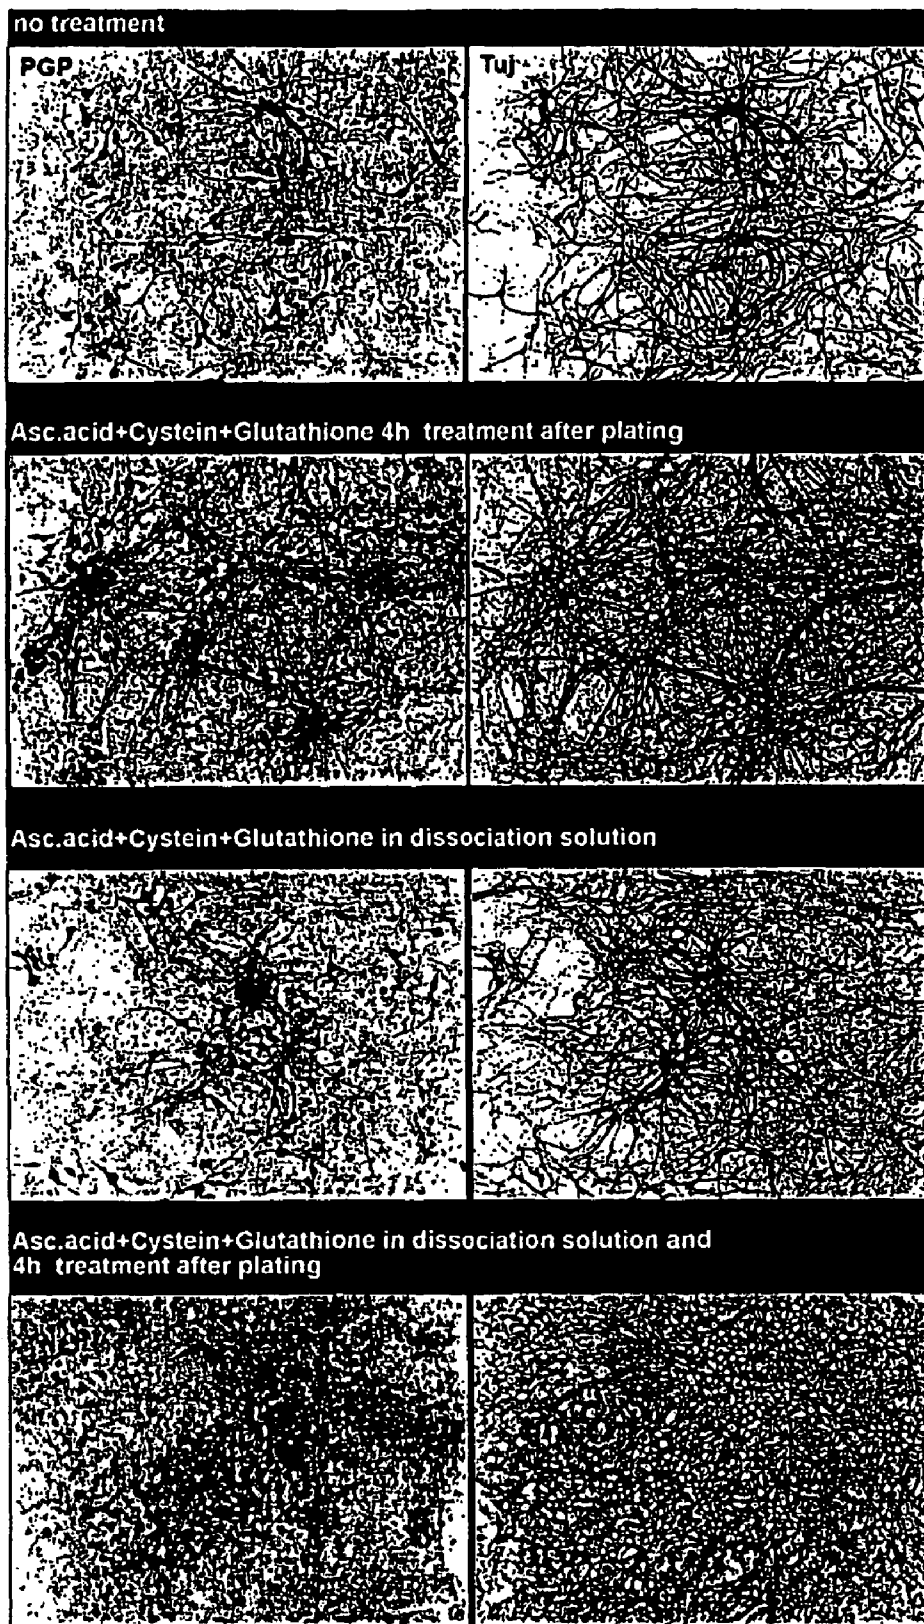 no treatment
PGP
Tuj
Asc.acid+Cystein+Glutathione 4h treatment after plating
Asc.acid+Cystein+Glutathione in dissociation solution
Asc.acid+Cystein+Glutathione in dissociation solution and
4h treatment after plating